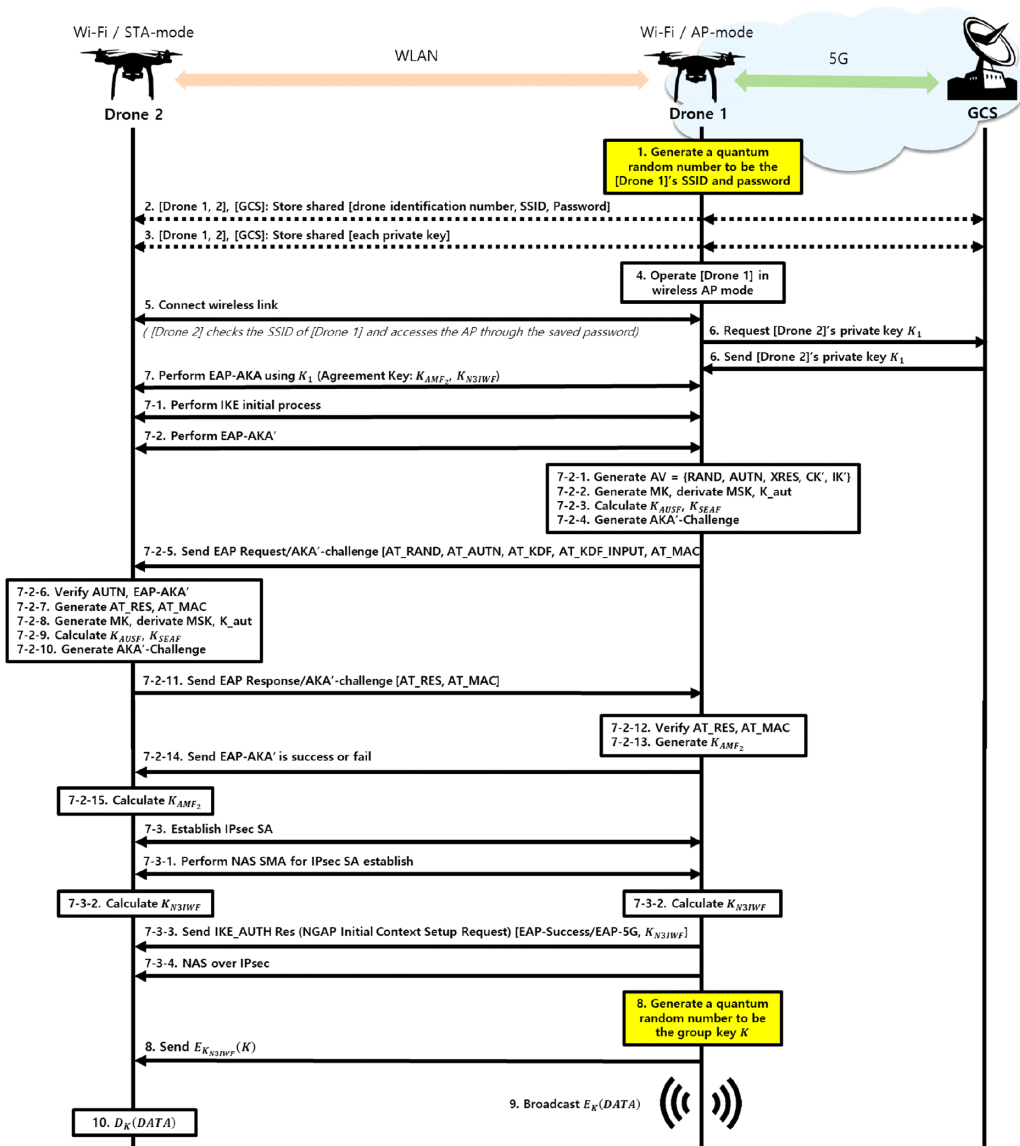 Wi-Fi / STA-mode
Wi-Fi / AP-mode
WLAN
5G
Drone 2
Drone 1
GCS
1. Generate a quantum
random number to be the
[Drone 1]'s SSID and password
2. [Drone 1, 2], [GCS]: Store shared [drone identification number, SSID, Password]
3. [Drone 1, 2], [GCS]: Store shared [each private key]
4. Operate [Drone 1] in
wireless AP mode
5. Connect wireless link
( [Drone 2] checks the SSID of [Drone 1] and accesses the AP through the saved password)
6. Request [Drone 2]'s private key K₁
6. Send [Drone 2]'s private key K₁
7. Perform EAP-AKA using K₁ (Agreement Key: K_AMF₂, K_N3IWF)
7-1. Perform IKE initial process
7-2. Perform EAP-AKA′
7-2-1. Generate AV = {RAND, AUTN, XRES, CK′, IK′}
7-2-2. Generate MK, derivate MSK, K_aut
7-2-3. Calculate K_AUSF, K_SEAF
7-2-4. Generate AKA′-Challenge
7-2-5. Send EAP Request/AKA′-challenge [AT_RAND, AT_AUTN, AT_KDF, AT_KDF_INPUT, AT_MAC
7-2-6. Verify AUTN, EAP-AKA′
7-2-7. Generate AT_RES, AT_MAC
7-2-8. Generate MK, derivate MSK, K_aut
7-2-9. Calculate K_AUSF, K_SEAF
7-2-10. Generate AKA′-Challenge
7-2-11. Send EAP Response/AKA′-challenge [AT_RES, AT_MAC]
7-2-12. Verify AT_RES, AT_MAC
7-2-13. Generate K_AMF₂
7-2-14. Send EAP-AKA′ is success or fail
7-2-15. Calculate K_AMF₂
7-3. Establish IPsec SA
7-3-1. Perform NAS SMA for IPsec SA establish
7-3-2. Calculate K_N3IWF
7-3-2. Calculate K_N3IWF
7-3-3. Send IKE_AUTH Res (NGAP Initial Context Setup Request) [EAP-Success/EAP-5G, K_N3IWF]
7-3-4. NAS over IPsec
8. Generate a quantum
random number to be
the group key K
8. Send E_K_N3IWF(K)
9. Broadcast E_K(DATA)
10. D_K(DATA)